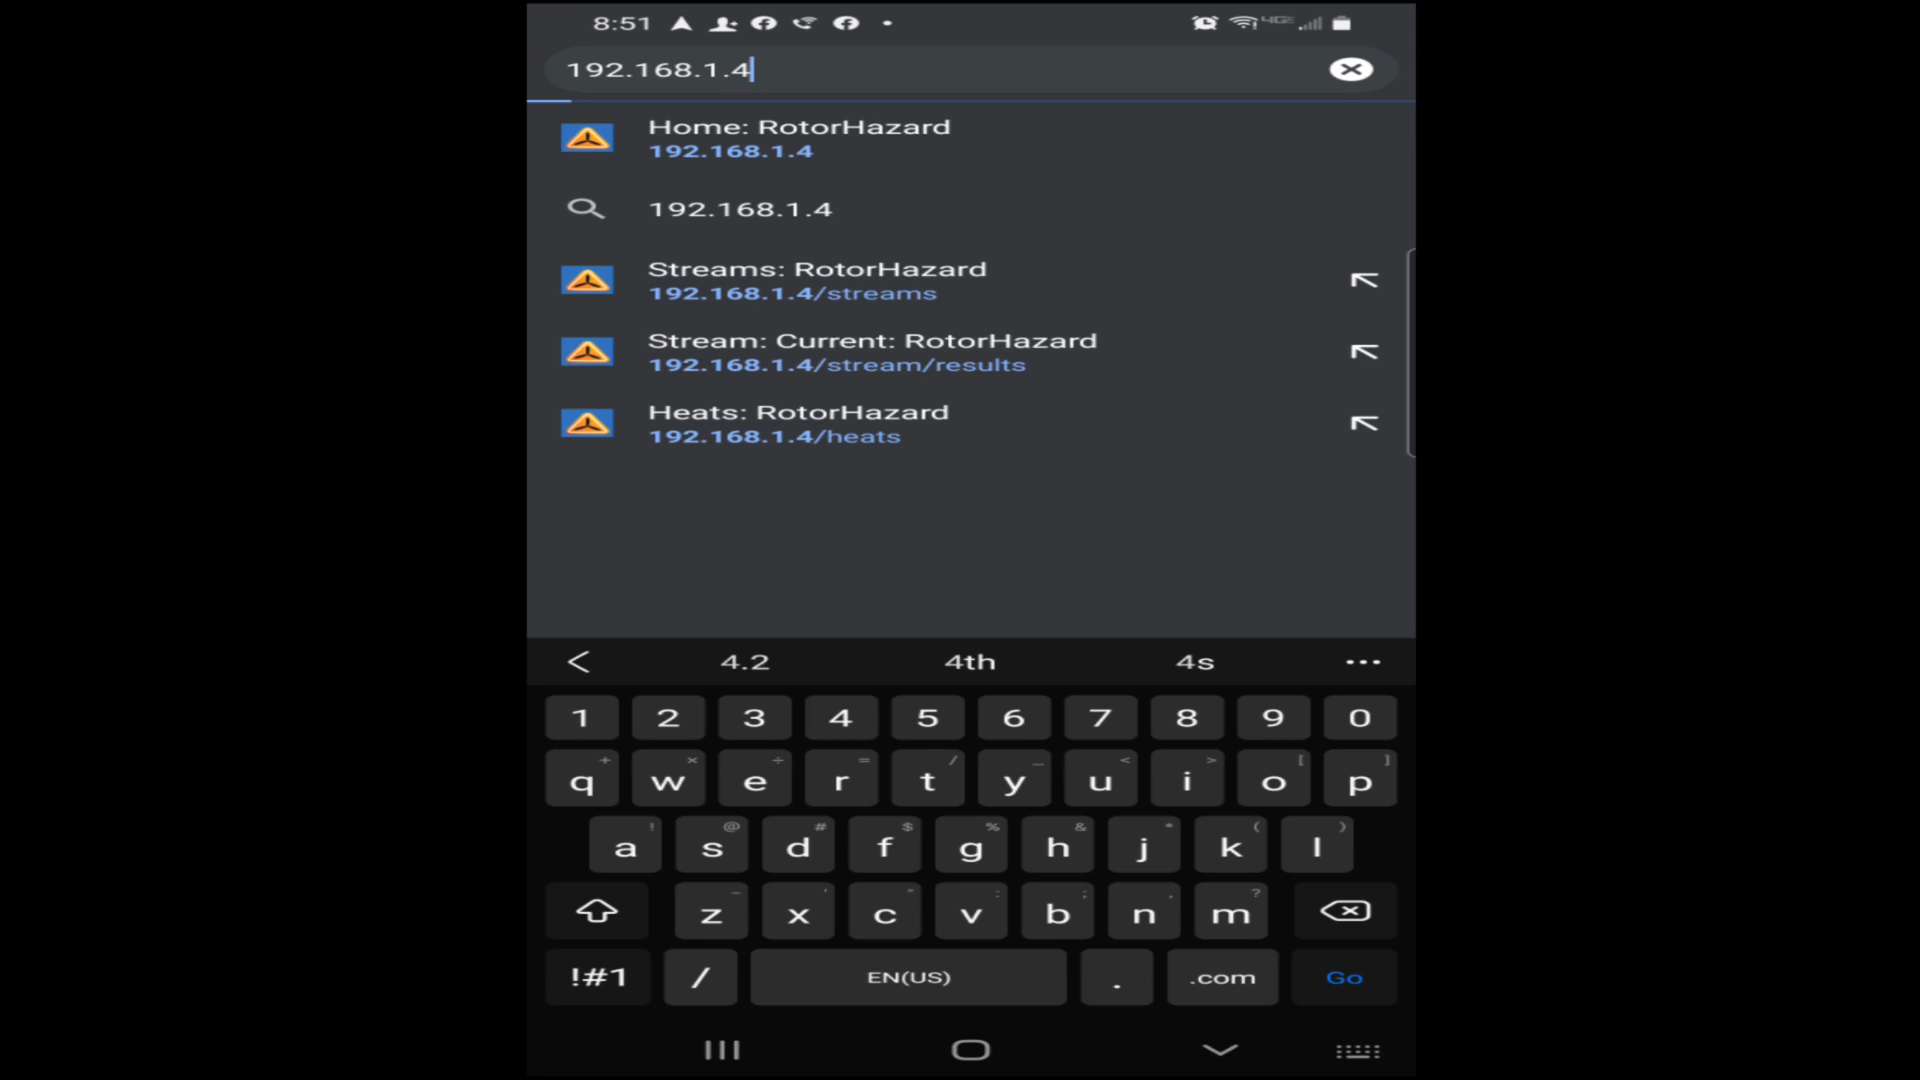 8:51
4GE
192.168.1.4
Home: RotorHazard
192.168.1.4
192.168.1.4
Streams: RotorHazard
192.168.1.4/streams
Stream: Current: RotorHazard
192.168.1.4/stream/results
Heats: RotorHazard
192.168.1.4/heats
4.2 4th 4s
1 2 3 4 5 6 7 8 9 0
+ × ÷ = / _ < > [ ]
q w e r t y u i o p
! @ # $ % & * ( )
a s d f g h j k l
- ' " : ; , ?
z x c v b n m
!#1 / EN(US) . .com Go